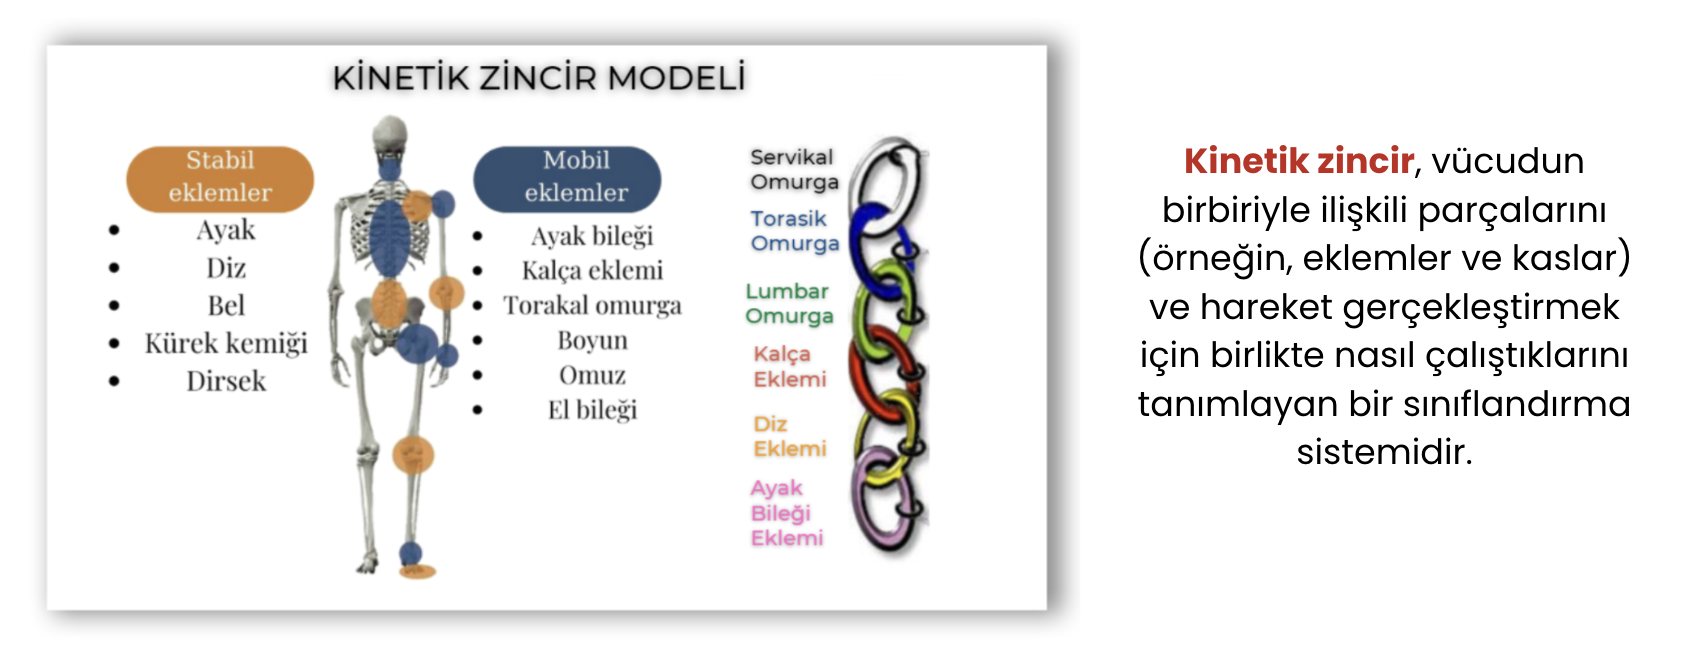 KİNETİK ZİNCİR MODELİ
Stabil
eklemler
Ayak
Diz
Bel
Kürek kemiği
Dirsek
Mobil
eklemler
Ayak bileği
Kalça eklemi
Torakal omurga
Boyun
Omuz
El bileği
Servikal
Omurga
Torasik
Omurga
Lumbar
Omurga
Kalça
Eklemi
Diz
Eklemi
Ayak
Bileği
Eklemi
Kinetik zincir, vücudun
birbiriyle ilişkili parçalarını
(örneğin, eklemler ve kaslar)
ve hareket gerçekleştirmek
için birlikte nasıl çalıştıklarını
tanımlayan bir sınıflandırma
sistemidir.